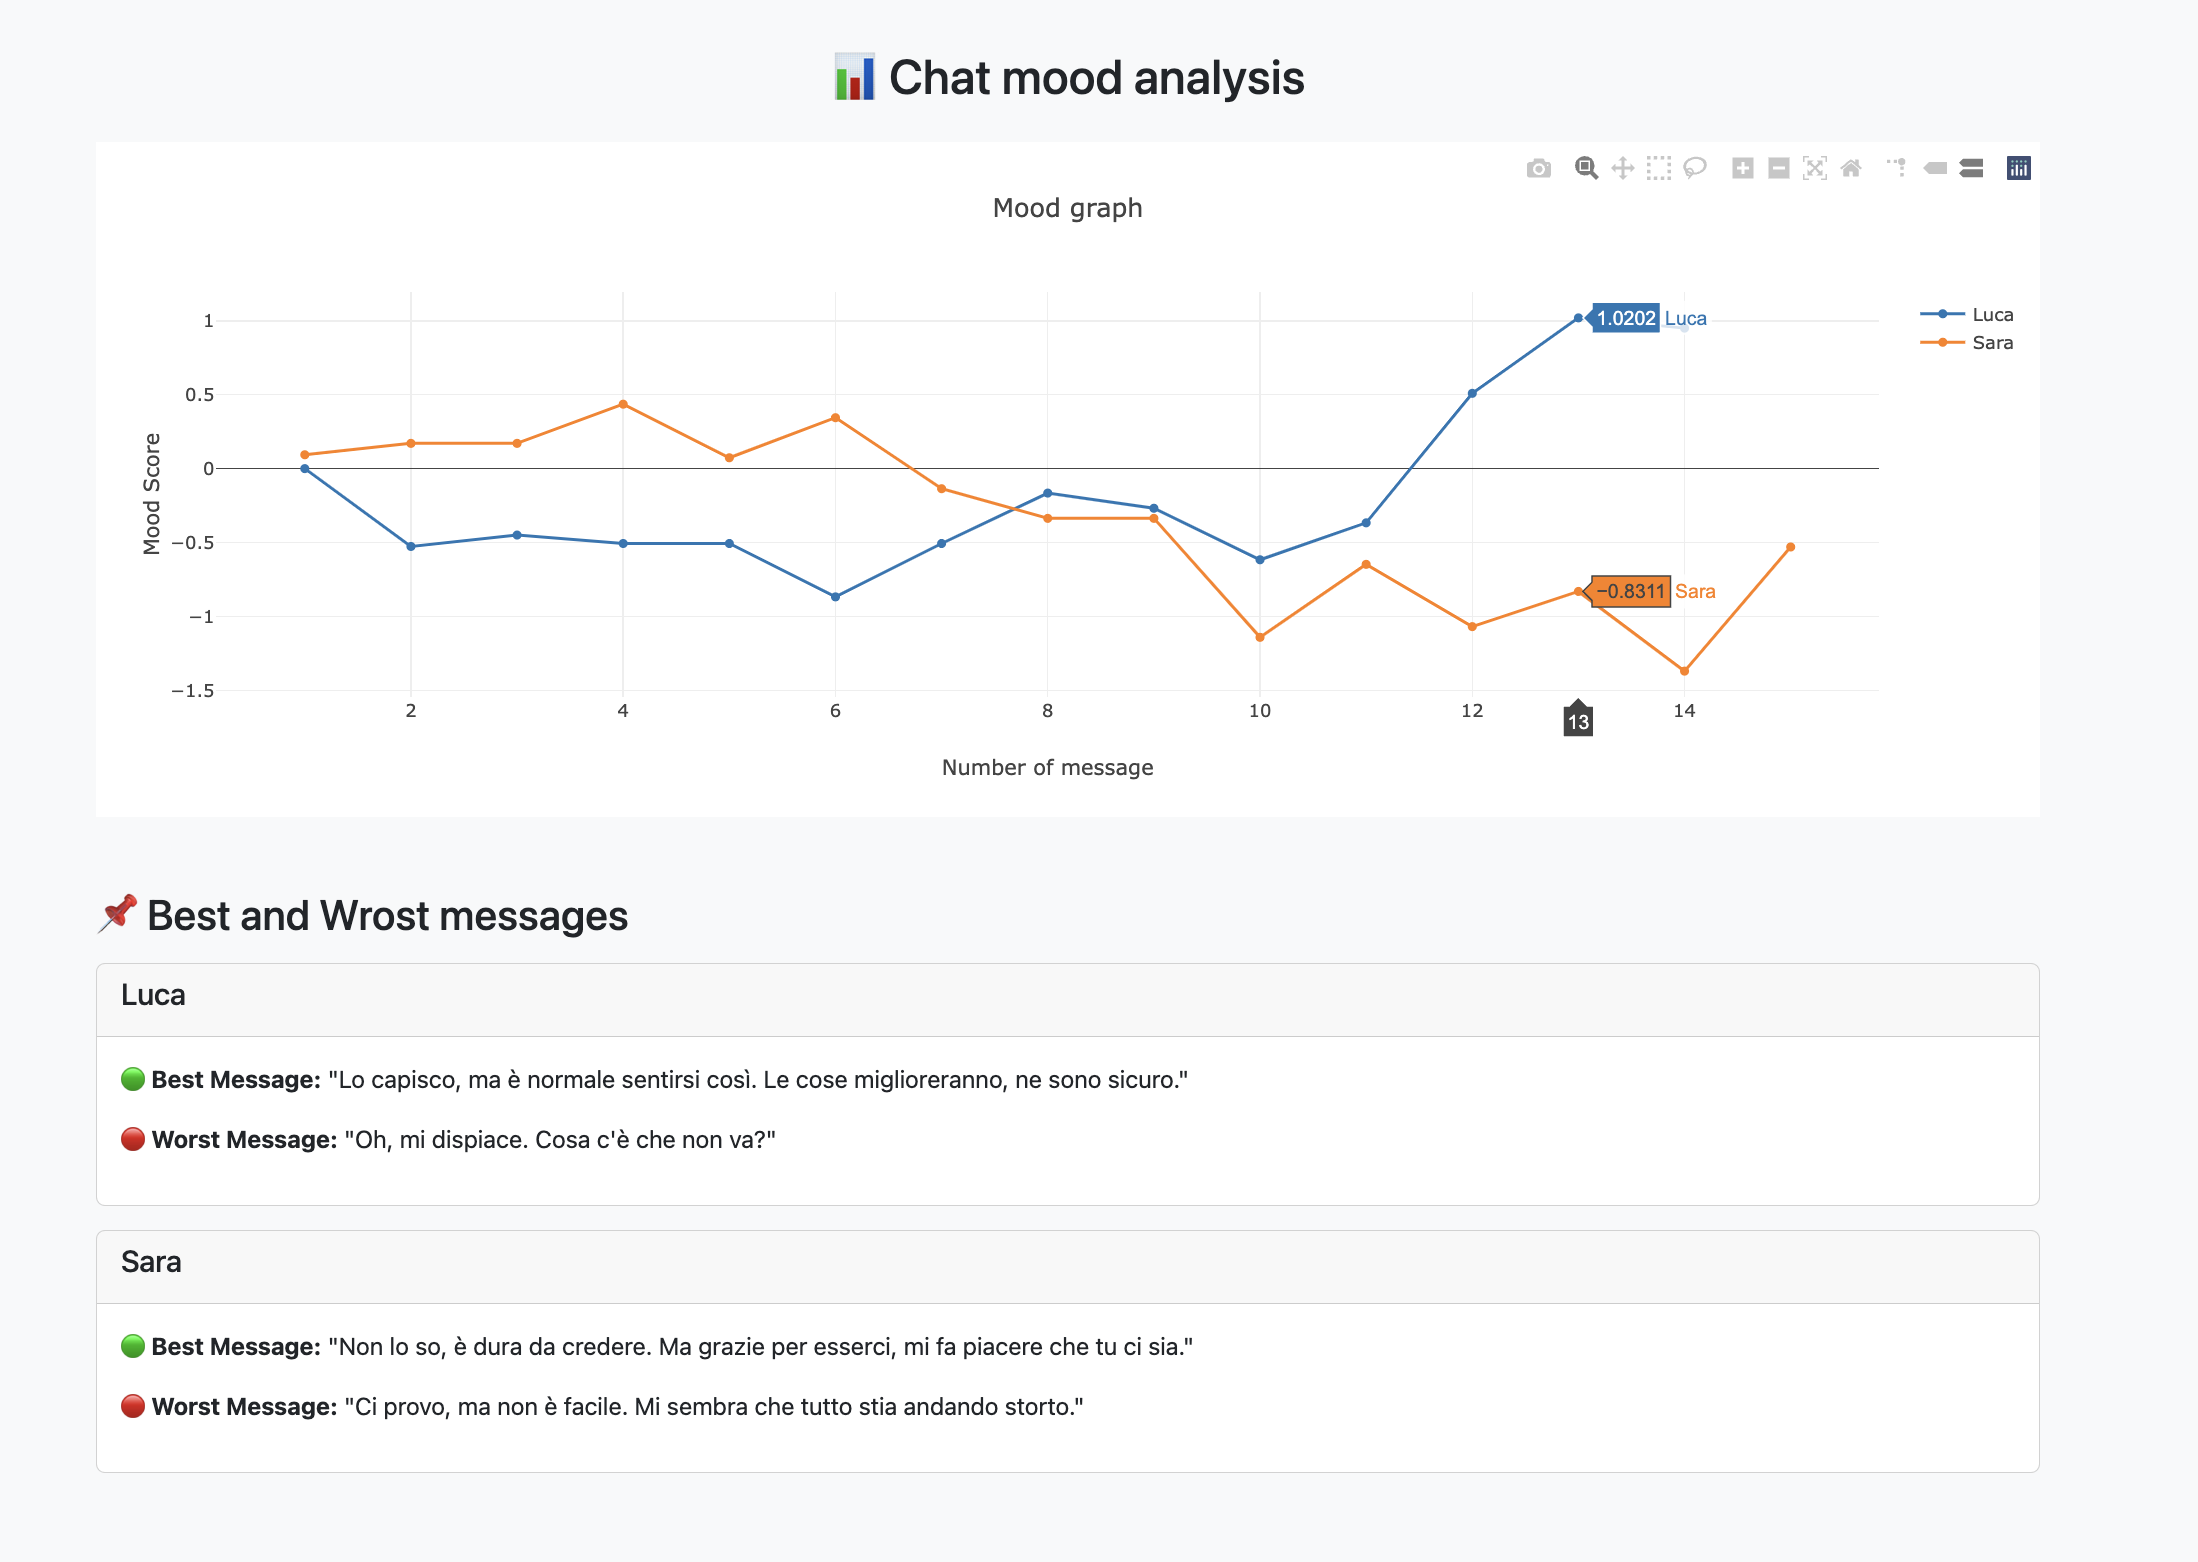 📊 Chat mood analysis
Mood graph
1
0.5
0
−0.5
−1
−1.5
Mood Score
1.0202 Luca
−0.8311 Sara
Luca
Sara
2 4 6 8 10 12 13 14
Number of message
📌 Best and Wrost messages
Luca
🟢 Best Message: "Lo capisco, ma è normale sentirsi così. Le cose miglioreranno, ne sono sicuro."
🔴 Worst Message: "Oh, mi dispiace. Cosa c'è che non va?"
Sara
🟢 Best Message: "Non lo so, è dura da credere. Ma grazie per esserci, mi fa piacere che tu ci sia."
🔴 Worst Message: "Ci provo, ma non è facile. Mi sembra che tutto stia andando storto."